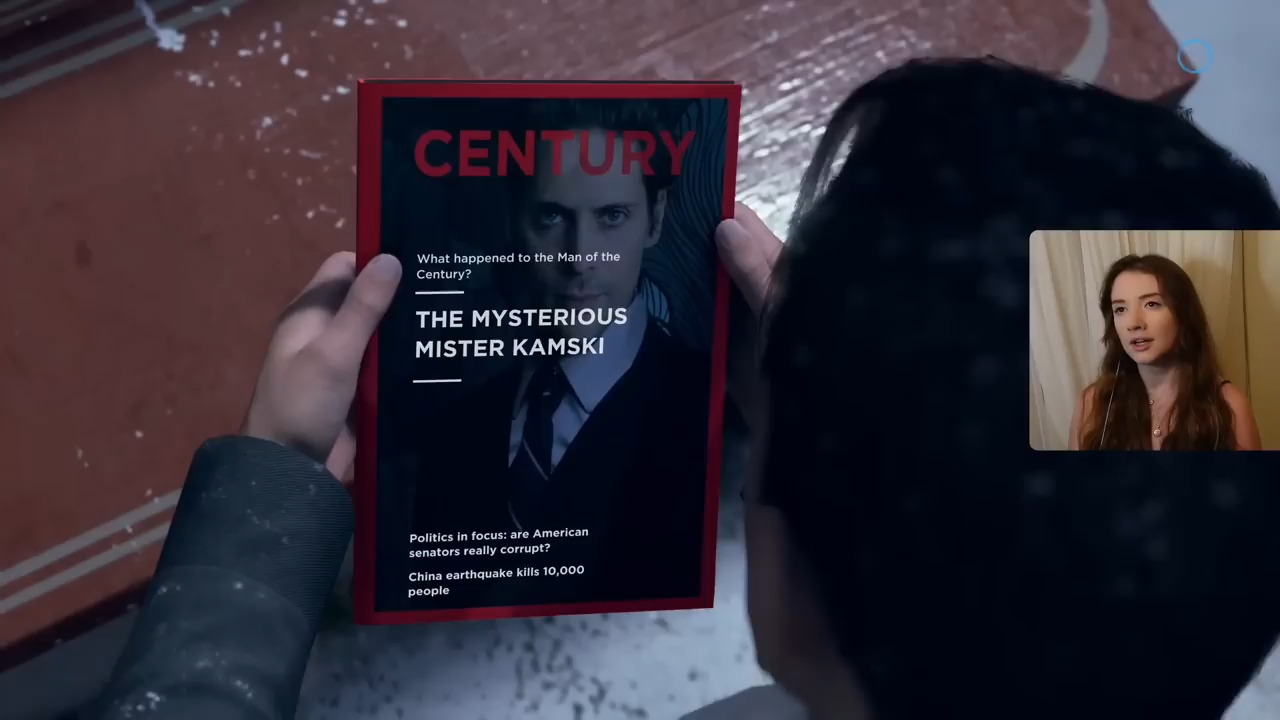 CENTURY
What happened to the Man of the
Century?
THE MYSTERIOUS
MISTER KAMSKI
Politics in focus: are American
senators really corrupt?
China earthquake kills 10,000
people